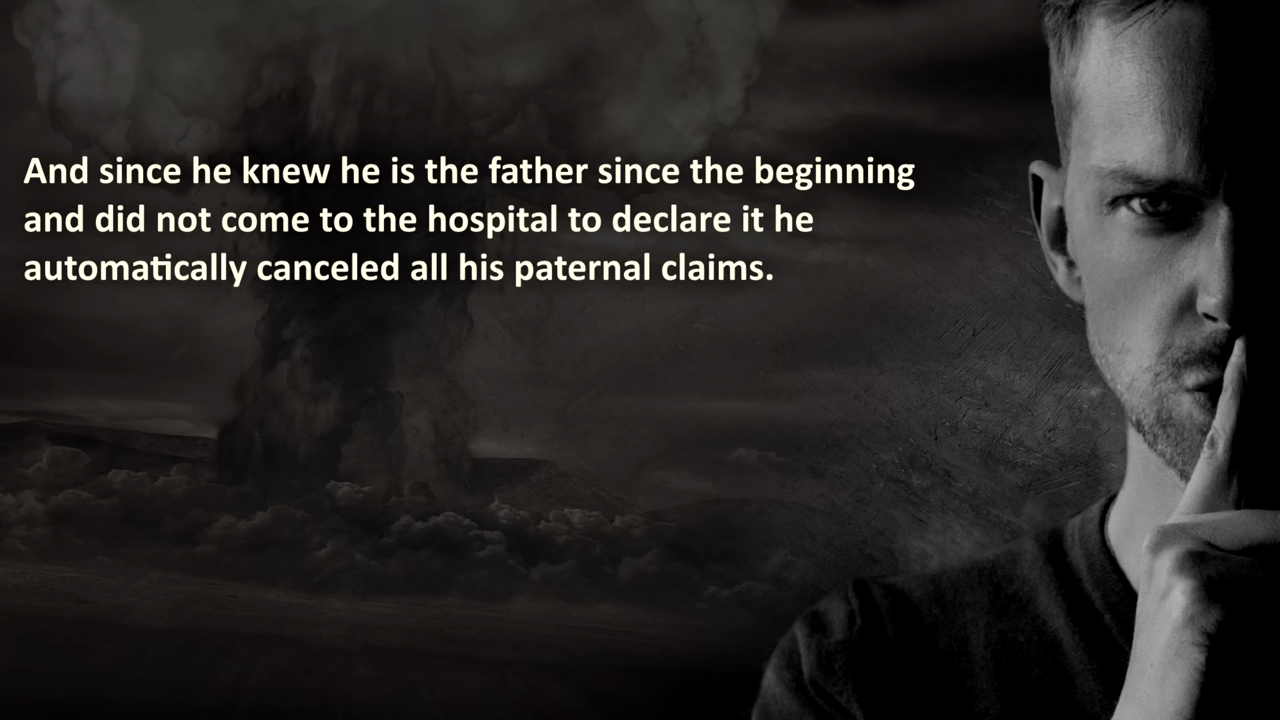 And since he knew he is the father since the beginning
and did not come to the hospital to declare it he
automatically canceled all his paternal claims.